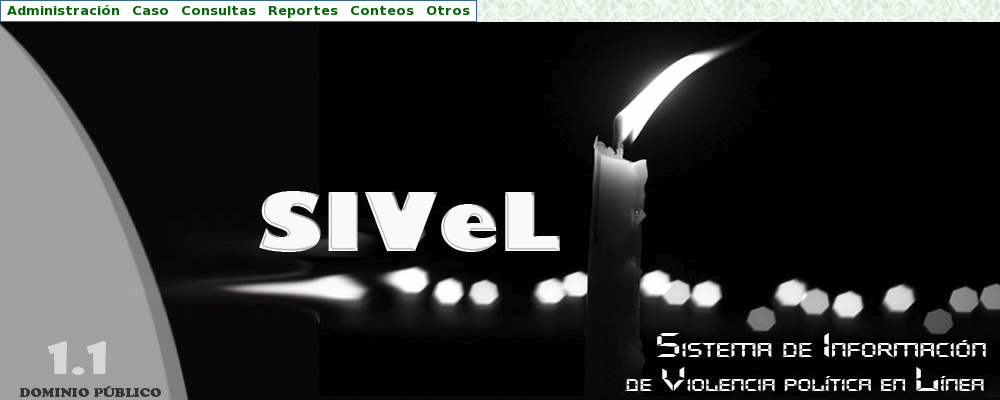 Administración Caso Consultas Reportes Conteos Otros
SIVeL
1.1
DOMINIO PÚBLICO
Sistema de Información
de Violencia política en Línea